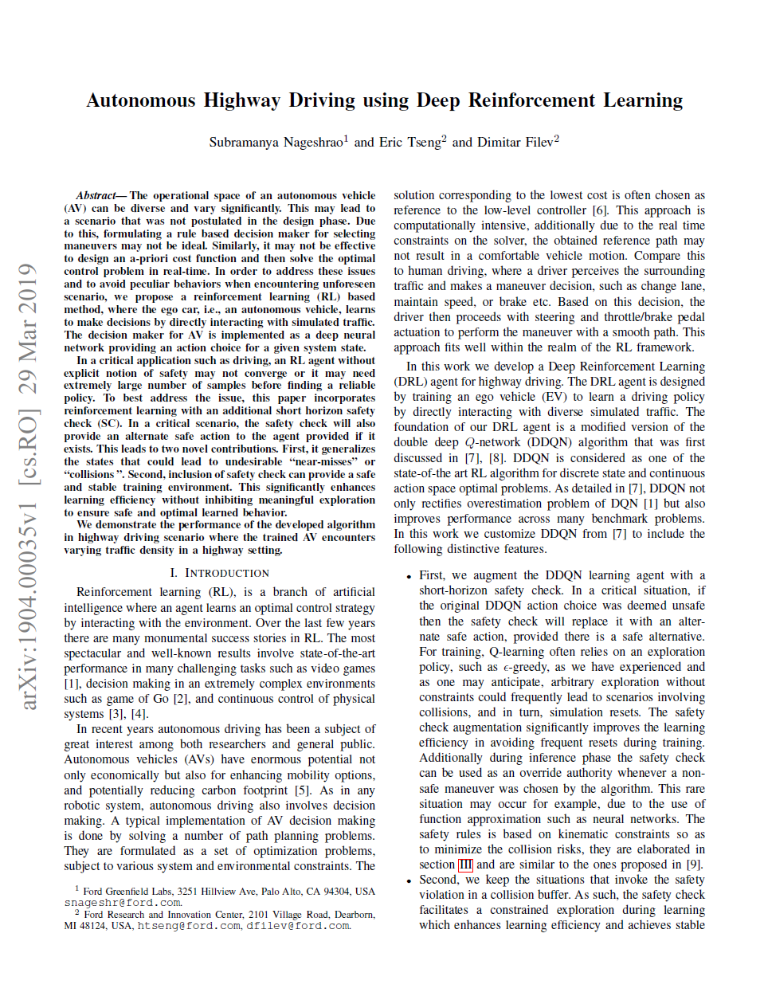 Autonomous Highway Driving using Deep Reinforcement Learning
Subramanya Nageshrao1 and Eric Tseng2 and Dimitar Filev2
arXiv:1904.00035v1 [cs.RO] 29 Mar 2019
Abstract— The operational space of an autonomous vehicle
(AV) can be diverse and vary significantly. This may lead to
a scenario that was not postulated in the design phase. Due
to this, formulating a rule based decision maker for selecting
maneuvers may not be ideal. Similarly, it may not be effective
to design an a-priori cost function and then solve the optimal
control problem in real-time. In order to address these issues
and to avoid peculiar behaviors when encountering unforeseen
scenario, we propose a reinforcement learning (RL) based
method, where the ego car, i.e., an autonomous vehicle, learns
to make decisions by directly interacting with simulated traffic.
The decision maker for AV is implemented as a deep neural
network providing an action choice for a given system state.
In a critical application such as driving, an RL agent without
explicit notion of safety may not converge or it may need
extremely large number of samples before finding a reliable
policy. To best address the issue, this paper incorporates
reinforcement learning with an additional short horizon safety
check (SC). In a critical scenario, the safety check will also
provide an alternate safe action to the agent provided if it
exists. This leads to two novel contributions. First, it generalizes
the states that could lead to undesirable “near-misses” or
“collisions ”. Second, inclusion of safety check can provide a safe
and stable training environment. This significantly enhances
learning efficiency without inhibiting meaningful exploration
to ensure safe and optimal learned behavior.
We demonstrate the performance of the developed algorithm
in highway driving scenario where the trained AV encounters
varying traffic density in a highway setting.
I. INTRODUCTION
Reinforcement learning (RL), is a branch of artificial
intelligence where an agent learns an optimal control strategy
by interacting with the environment. Over the last few years
there are many monumental success stories in RL. The most
spectacular and well-known results involve state-of-the-art
performance in many challenging tasks such as video games
[1], decision making in an extremely complex environments
such as game of Go [2], and continuous control of physical
systems [3], [4].
In recent years autonomous driving has been a subject of
great interest among both researchers and general public.
Autonomous vehicles (AVs) have enormous potential not
only economically but also for enhancing mobility options,
and potentially reducing carbon footprint [5]. As in any
robotic system, autonomous driving also involves decision
making. A typical implementation of AV decision making
is done by solving a number of path planning problems.
They are formulated as a set of optimization problems,
subject to various system and environmental constraints. The
1 Ford Greenfield Labs, 3251 Hillview Ave, Palo Alto, CA 94304, USA
snageshr@ford.com.
2 Ford Research and Innovation Center, 2101 Village Road, Dearborn,
MI 48124, USA, htseng@ford.com, dfilev@ford.com.
solution corresponding to the lowest cost is often chosen as
reference to the low-level controller [6]. This approach is
computationally intensive, additionally due to the real time
constraints on the solver, the obtained reference path may
not result in a comfortable vehicle motion. Compare this
to human driving, where a driver perceives the surrounding
traffic and makes a maneuver decision, such as change lane,
maintain speed, or brake etc. Based on this decision, the
driver then proceeds with steering and throttle/brake pedal
actuation to perform the maneuver with a smooth path. This
approach fits well within the realm of the RL framework.
In this work we develop a Deep Reinforcement Learning
(DRL) agent for highway driving. The DRL agent is designed
by training an ego vehicle (EV) to learn a driving policy
by directly interacting with diverse simulated traffic. The
foundation of our DRL agent is a modified version of the
double deep Q-network (DDQN) algorithm that was first
discussed in [7], [8]. DDQN is considered as one of the
state-of-the art RL algorithm for discrete state and continuous
action space optimal problems. As detailed in [7], DDQN not
only rectifies overestimation problem of DQN [1] but also
improves performance across many benchmark problems.
In this work we customize DDQN from [7] to include the
following distinctive features.
• First, we augment the DDQN learning agent with a
short-horizon safety check. In a critical situation, if
the original DDQN action choice was deemed unsafe
then the safety check will replace it with an alter-
nate safe action, provided there is a safe alternative.
For training, Q-learning often relies on an exploration
policy, such as ϵ-greedy, as we have experienced and
as one may anticipate, arbitrary exploration without
constraints could frequently lead to scenarios involving
collisions, and in turn, simulation resets. The safety
check augmentation significantly improves the learning
efficiency in avoiding frequent resets during training.
Additionally during inference phase the safety check
can be used as an override authority whenever a non-
safe maneuver was chosen by the algorithm. This rare
situation may occur for example, due to the use of
function approximation such as neural networks. The
safety rules is based on kinematic constraints so as
to minimize the collision risks, they are elaborated in
section III and are similar to the ones proposed in [9].
• Second, we keep the situations that invoke the safety
violation in a collision buffer. As such, the safety check
facilitates a constrained exploration during learning
which enhances learning efficiency and achieves stable